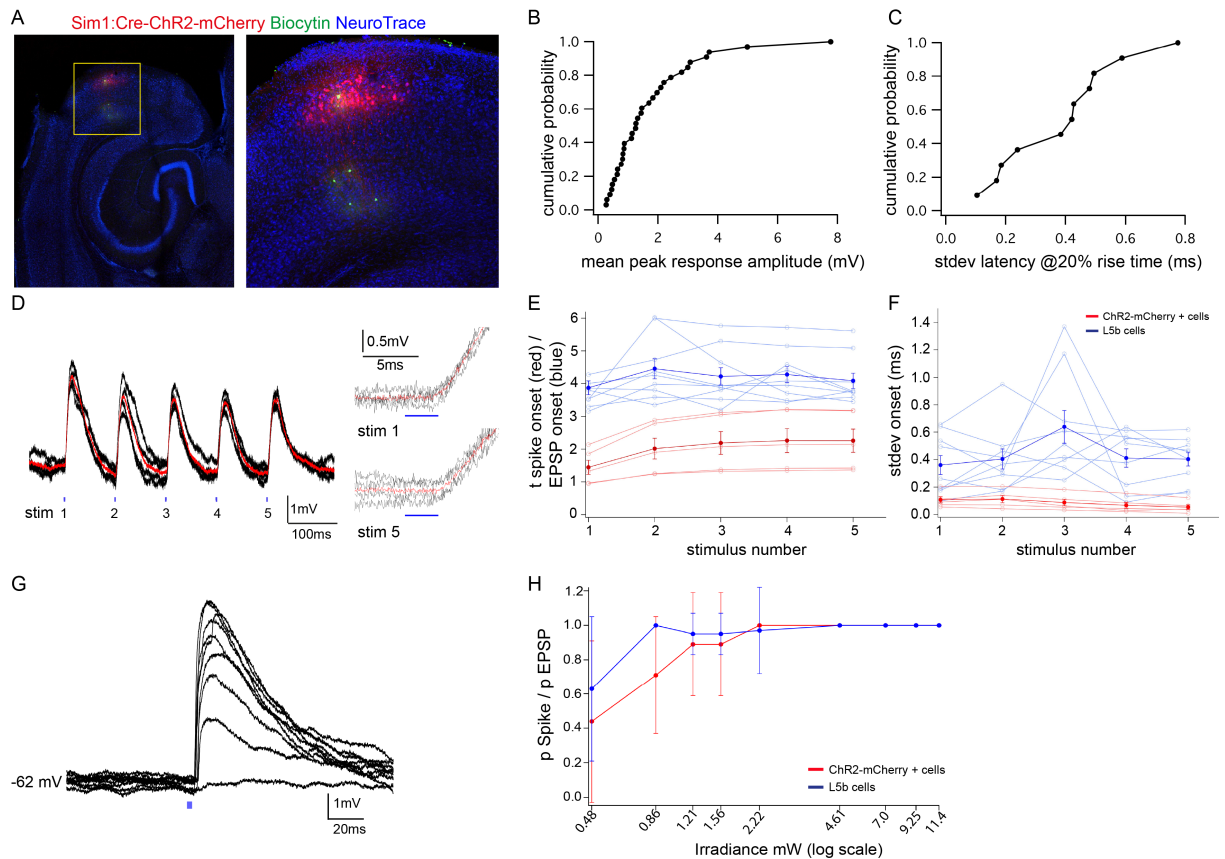 A
Sim1:Cre-ChR2-mCherry Biocytin NeuroTrace
B
cumulative probability
1.0
0.8
0.6
0.4
0.2
0.0
0 2 4 6 8
mean peak response amplitude (mV)
C
cumulative probability
1.0
0.8
0.6
0.4
0.2
0.0
0.0 0.2 0.4 0.6 0.8
stdev latency @20% rise time (ms)
D
stim 1 2 3 4 5
1mV
100ms
0.5mV
5ms
stim 1
stim 5
E
t spike onset (red) /
EPSP onset (blue)
6
5
4
3
2
1
0
1 2 3 4 5
stimulus number
F
stdev onset (ms)
1.4
1.2
1.0
0.8
0.6
0.4
0.2
0.0
1 2 3 4 5
stimulus number
ChR2-mCherry + cells
L5b cells
G
-62 mV
1mV
20ms
H
p Spike / p EPSP
1.2
1.0
0.8
0.6
0.4
0.2
0.0
0.48 0.86 1.21 1.56 2.22 4.61 7.0 9.25 11.4
Irradiance mW (log scale)
ChR2-mCherry + cells
L5b cells